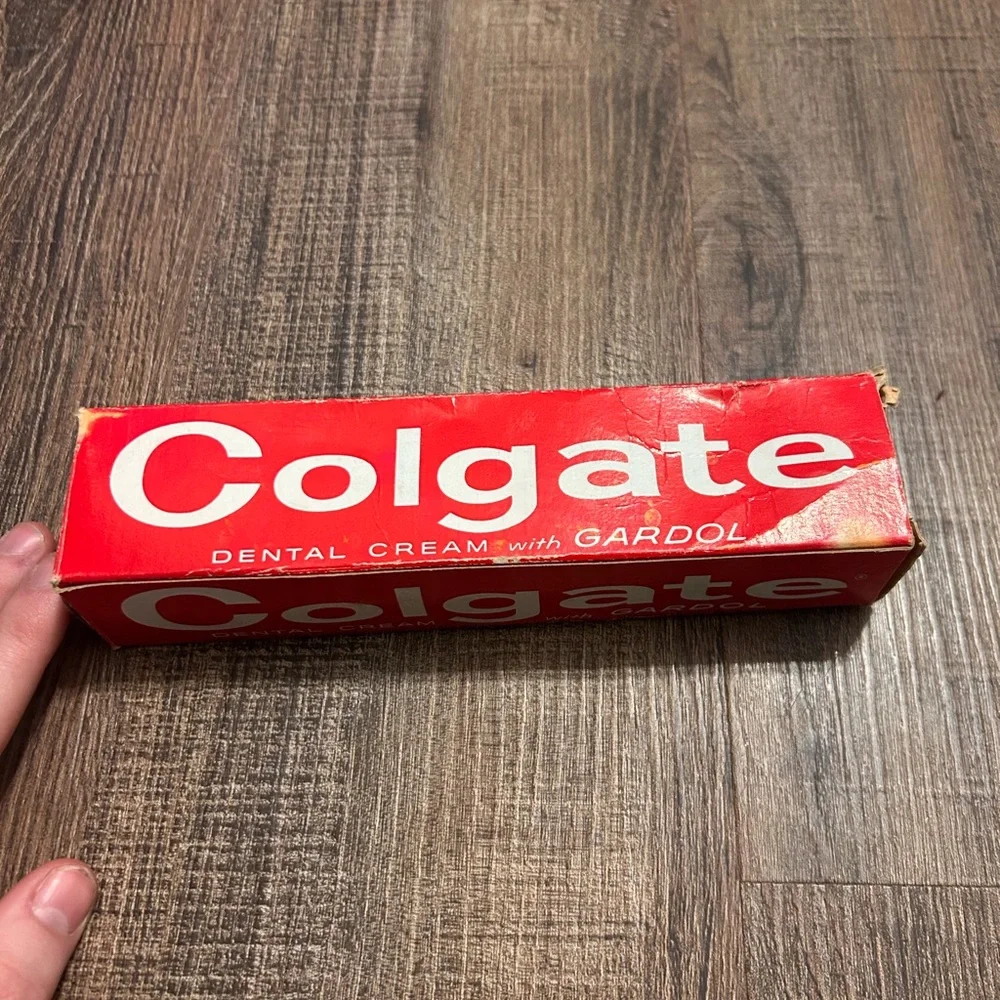 Colgate
DENTAL CREAM with GARDOL
Colgate®
DENTAL CREAM with GARDOL